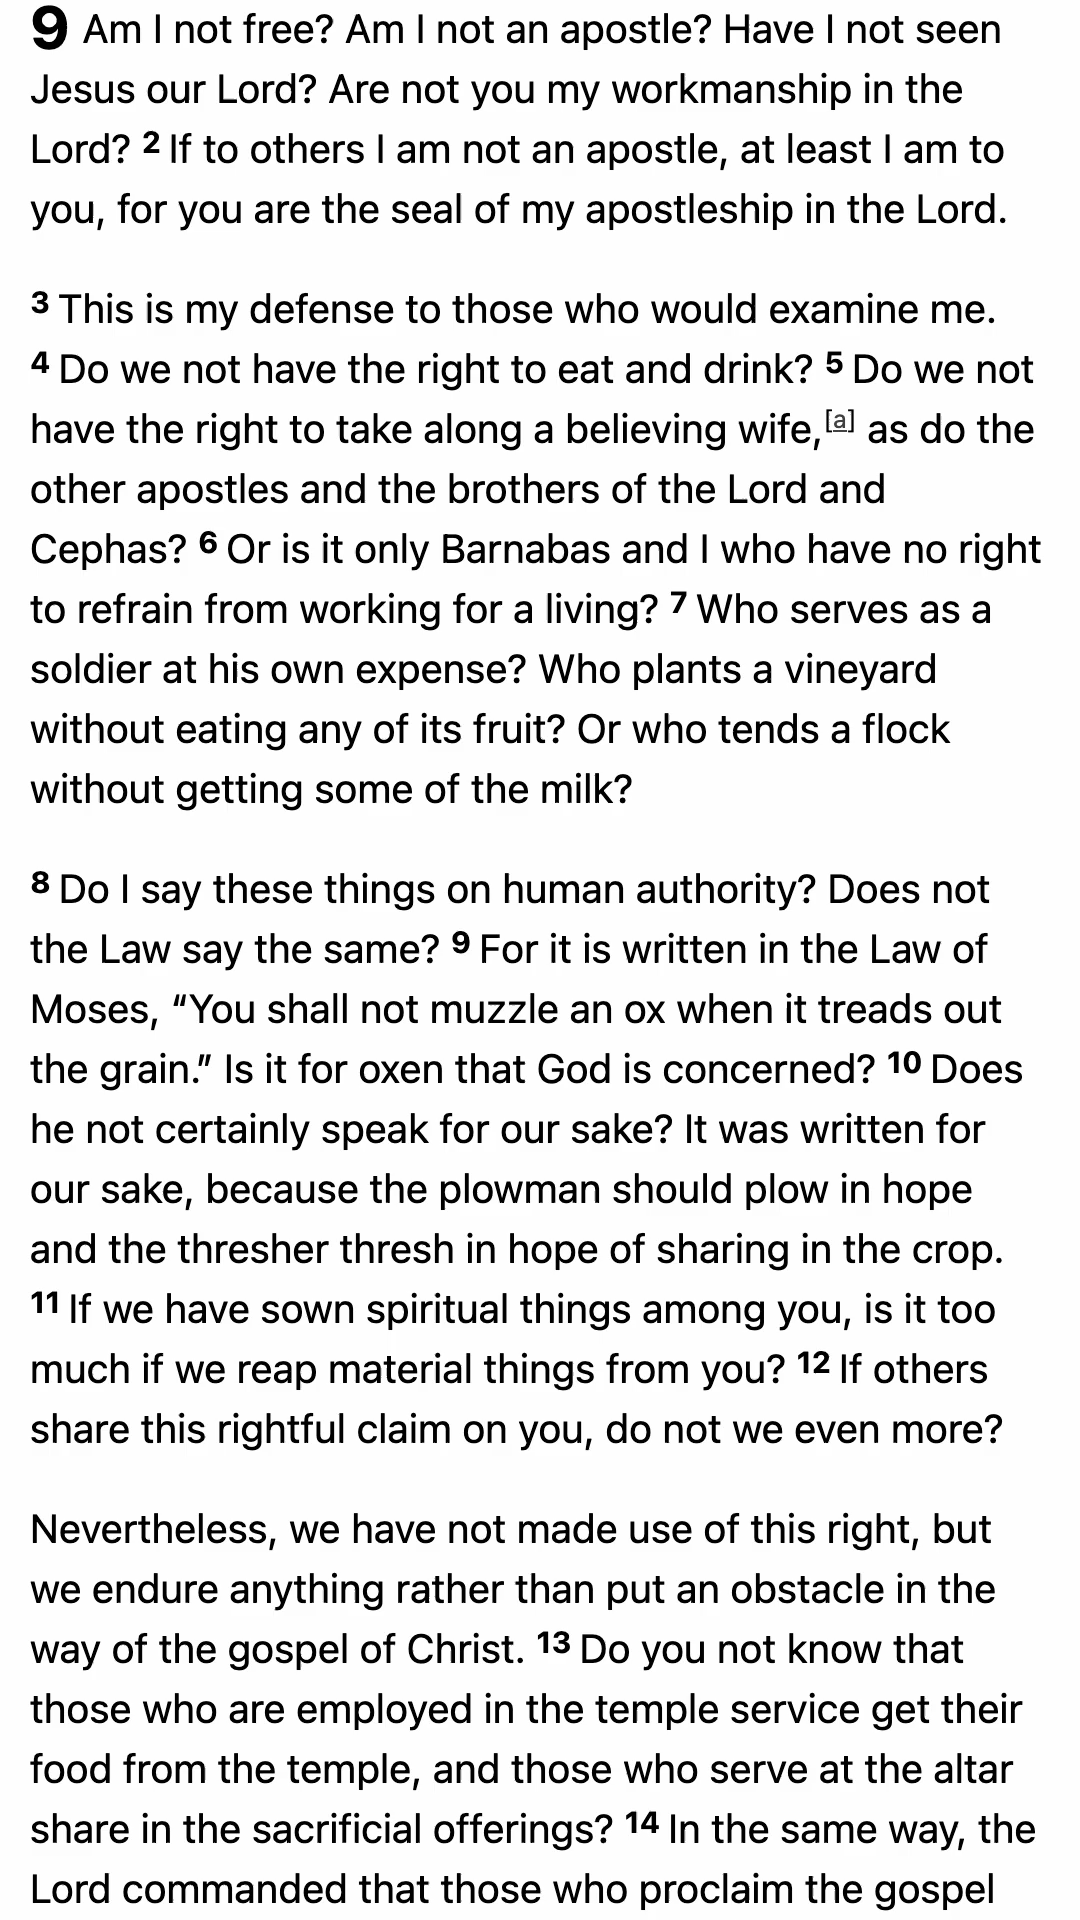 9 Am I not free? Am I not an apostle? Have I not seen
Jesus our Lord? Are not you my workmanship in the
Lord? 2 If to others I am not an apostle, at least I am to
you, for you are the seal of my apostleship in the Lord.
3 This is my defense to those who would examine me.
4 Do we not have the right to eat and drink? 5 Do we not
have the right to take along a believing wife,[a] as do the
other apostles and the brothers of the Lord and
Cephas? 6 Or is it only Barnabas and I who have no right
to refrain from working for a living? 7 Who serves as a
soldier at his own expense? Who plants a vineyard
without eating any of its fruit? Or who tends a flock
without getting some of the milk?
8 Do I say these things on human authority? Does not
the Law say the same? 9 For it is written in the Law of
Moses, “You shall not muzzle an ox when it treads out
the grain.” Is it for oxen that God is concerned? 10 Does
he not certainly speak for our sake? It was written for
our sake, because the plowman should plow in hope
and the thresher thresh in hope of sharing in the crop.
11 If we have sown spiritual things among you, is it too
much if we reap material things from you? 12 If others
share this rightful claim on you, do not we even more?
Nevertheless, we have not made use of this right, but
we endure anything rather than put an obstacle in the
way of the gospel of Christ. 13 Do you not know that
those who are employed in the temple service get their
food from the temple, and those who serve at the altar
share in the sacrificial offerings? 14 In the same way, the
Lord commanded that those who proclaim the gospel